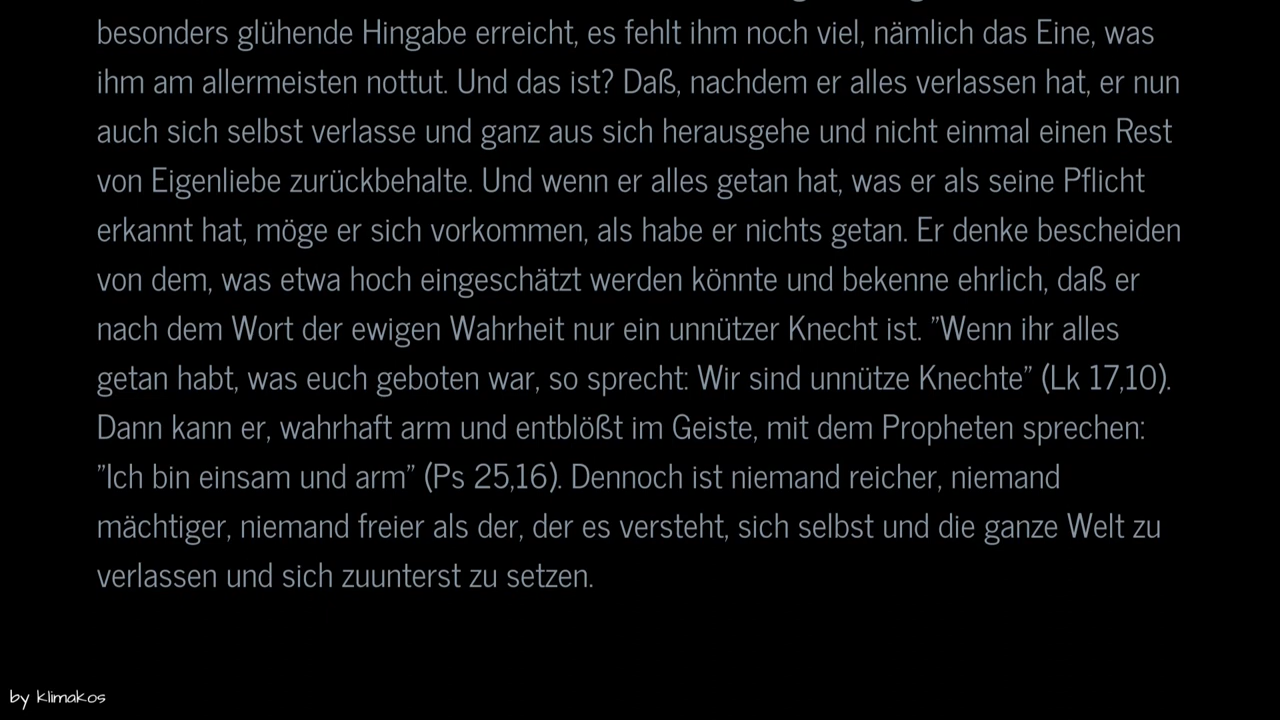 besonders glühende Hingabe erreicht, es fehlt ihm noch viel, nämlich das Eine, was
ihm am allermeisten nottut. Und das ist? Daß, nachdem er alles verlassen hat, er nun
auch sich selbst verlasse und ganz aus sich herausgehe und nicht einmal einen Rest
von Eigenliebe zurückbehalte. Und wenn er alles getan hat, was er als seine Pflicht
erkannt hat, möge er sich vorkommen, als habe er nichts getan. Er denke bescheiden
von dem, was etwa hoch eingeschätzt werden könnte und bekenne ehrlich, daß er
nach dem Wort der ewigen Wahrheit nur ein unnützer Knecht ist. ”Wenn ihr alles
getan habt, was euch geboten war, so sprecht: Wir sind unnütze Knechte” (Lk 17,10).
Dann kann er, wahrhaft arm und entblößt im Geiste, mit dem Propheten sprechen:
”Ich bin einsam und arm” (Ps 25,16). Dennoch ist niemand reicher, niemand
mächtiger, niemand freier als der, der es versteht, sich selbst und die ganze Welt zu
verlassen und sich zuunterst zu setzen.
by klimakos